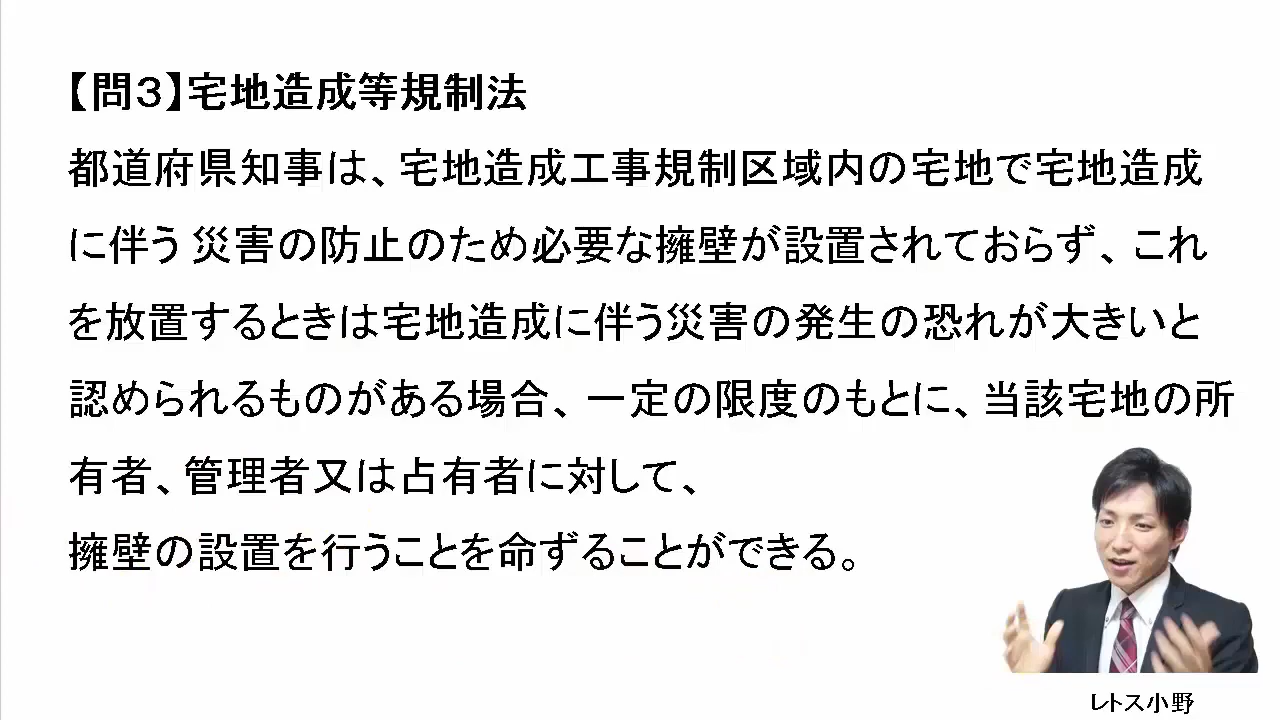 【問３】宅地造成等規制法
都道府県知事は、宅地造成工事規制区域内の宅地で宅地造成
に伴う 災害の防止のため必要な擁壁が設置されておらず、これ
を放置するときは宅地造成に伴う災害の発生の恐れが大きいと
認められるものがある場合、一定の限度のもとに、当該宅地の所
有者、管理者又は占有者に対して、
擁壁の設置を行うことを命ずることができる。
レトス小野